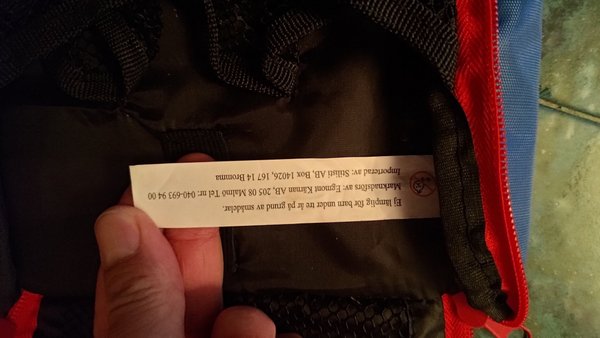 Ej lämplig för barn under tre år på grund av smådelar.
Marknadsförs av: Egmont Kärnan AB, 205 08 Malmö Tel nr: 040-693 94 00
Importerad av: Stilisti AB, Box 14026, 167 14 Bromma